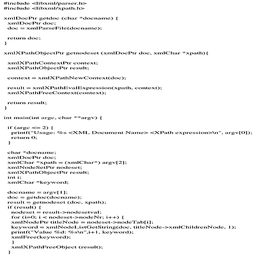 #include <libxml/parser.h>
#include <libxml/xpath.h>
xmlDocPtr getdoc (char *docname) {
xmlDocPtr doc;
doc = xmlParseFile(docname);
return doc;
}
xmlXPathObjectPtr getnodeset (xmlDocPtr doc, xmlChar *xpath){
xmlXPathContextPtr context;
xmlXPathObjectPtr result;
context = xmlXPathNewContext(doc);
result = xmlXPathEvalExpression(xpath, context);
xmlXPathFreeContext(context);
return result;
}
int main(int argc, char **argv) {
if (argc <= 2) {
printf("Usage: %s <XML Document Name> <XPath expression>\n", argv[0]);
return 0;
}
char *docname;
xmlDocPtr doc;
xmlChar *xpath = (xmlChar*) argv[2];
xmlNodeSetPtr nodeset;
xmlXPathObjectPtr result;
int i;
xmlChar *keyword;
docname = argv[1];
doc = getdoc(docname);
result = getnodeset (doc, xpath);
if (result) {
nodeset = result->nodesetval;
for (i=0; i < nodeset->nodeNr; i++) {
xmlNodePtr titleNode = nodeset->nodeTab[i];
keyword = xmlNodeListGetString(doc, titleNode->xmlChildrenNode, 1);
printf("Value %d: %s\n",i+1, keyword);
xmlFree(keyword);
}
xmlXPathFreeObject (result);
}